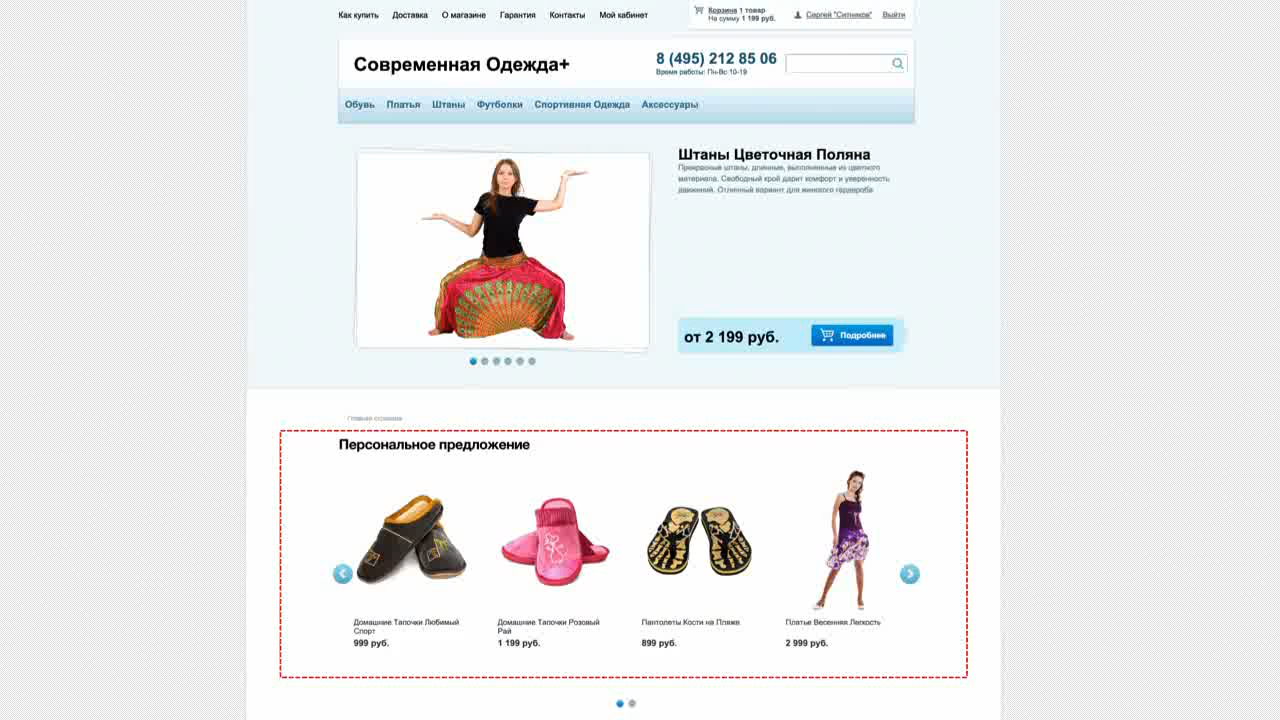 Как купить Доставка О магазине Гарантия Контакты Мой кабинет
Корзина 1 товар
На сумму 1 199 руб.
Сергей "Ситников" Выйти
Современная Одежда+
8 (495) 212 85 06
Время работы: Пн-Вс 10-19
Обувь Платья Штаны Футболки Спортивная Одежда Аксессуары
Штаны Цветочная Поляна
Прекрасные штаны, длинные, выполненные из цветного
материала. Свободный крой дарит комфорт и уверенность
движений. Отличный вариант для женского гардероба
от 2 199 руб.
Подробнее
Главная страница
Персональное предложение
Домашние Тапочки Любимый
Спорт
999 руб.
Домашние Тапочки Розовый
Рай
1 199 руб.
Пантолеты Кости на Пляже
899 руб.
Платье Весенняя Легкость
2 999 руб.